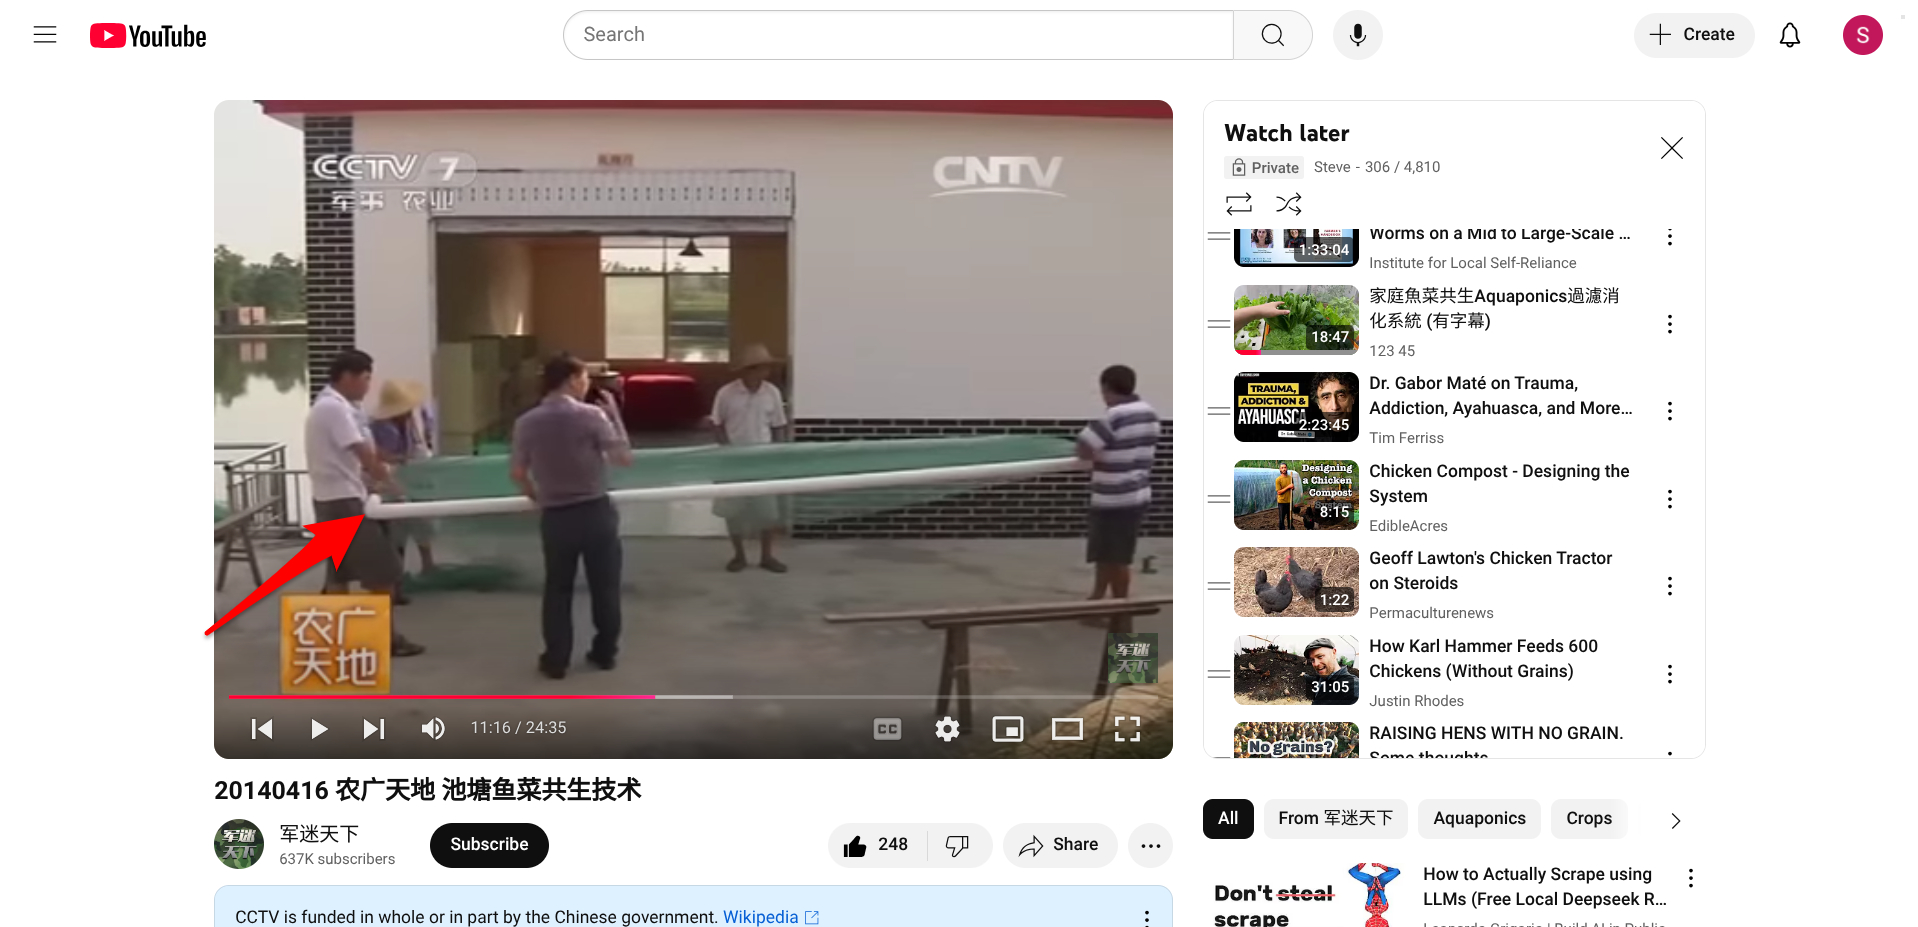 YouTube
Search
Create
S
CCTV 7
军事 农业
CNTV
农广
天地
军迷
天下
11:16 / 24:35
CC
20140416 农广天地 池塘鱼菜共生技术
军迷
天下
军迷天下
637K subscribers
Subscribe
248
Share
CCTV is funded in whole or in part by the Chinese government. Wikipedia
Watch later
Private
Steve - 306 / 4,810
1:33:04
Worms on a Mid to Large-Scale ...
Institute for Local Self-Reliance
18:47
家庭魚菜共生Aquaponics過濾消
化系統 (有字幕)
123 45
TRAUMA,
ADDICTION &
AYAHUASCA
2:23:45
Dr. Gabor Maté on Trauma,
Addiction, Ayahuasca, and More...
Tim Ferriss
Designing
a Chicken
Compost
System
8:15
Chicken Compost - Designing the
System
EdibleAcres
1:22
Geoff Lawton's Chicken Tractor
on Steroids
Permaculturenews
31:05
How Karl Hammer Feeds 600
Chickens (Without Grains)
Justin Rhodes
No grains?
RAISING HENS WITH NO GRAIN.
Some thoughts
All
From 军迷天下
Aquaponics
Crops
Don't steal
scrape
How to Actually Scrape using
LLMs (Free Local Deepseek R...